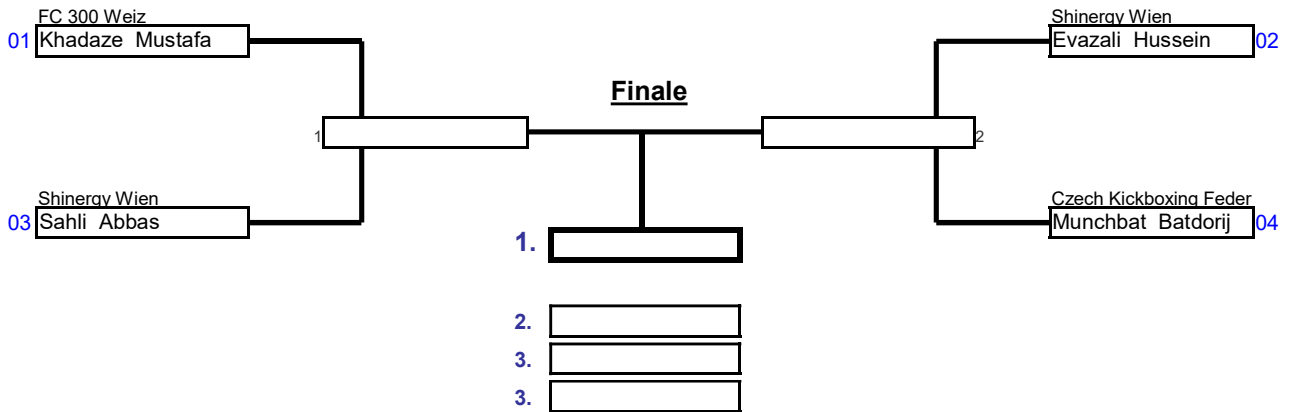 FC 300 Weiz
01 Khadaze Mustafa
Shinergy Wien
Evazali Hussein 02
Finale
1
2
Shinergy Wien
03 Sahli Abbas
Czech Kickboxing Feder
Munchbat Batdorij 04
1.
2.
3.
3.